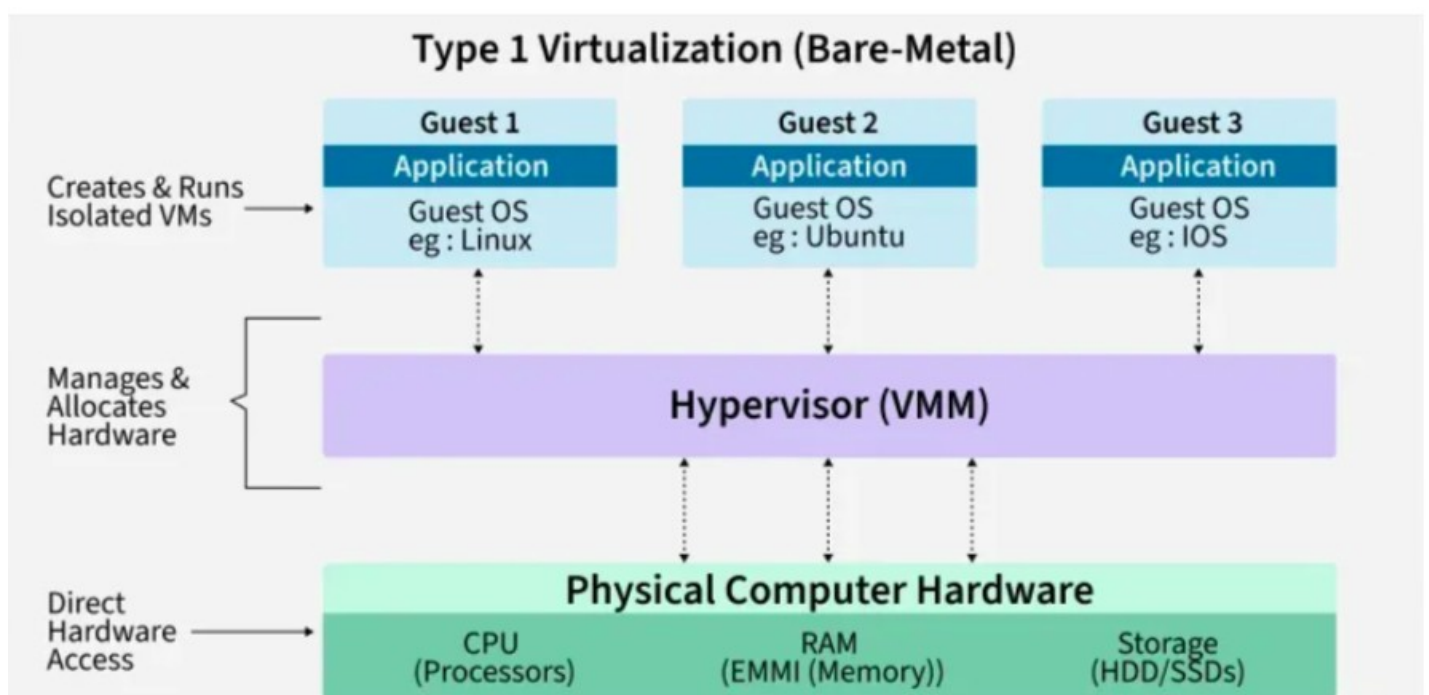 Type 1 Virtualization (Bare-Metal)
Guest 1
Application
Guest OS
eg : Linux
Guest 2
Application
Guest OS
eg : Ubuntu
Guest 3
Application
Guest OS
eg : IOS
Creates & Runs
Isolated VMs
Manages &
Allocates
Hardware
Hypervisor (VMM)
Direct
Hardware
Access
Physical Computer Hardware
CPU
(Processors)
RAM
(EMMI (Memory))
Storage
(HDD/SSDs)